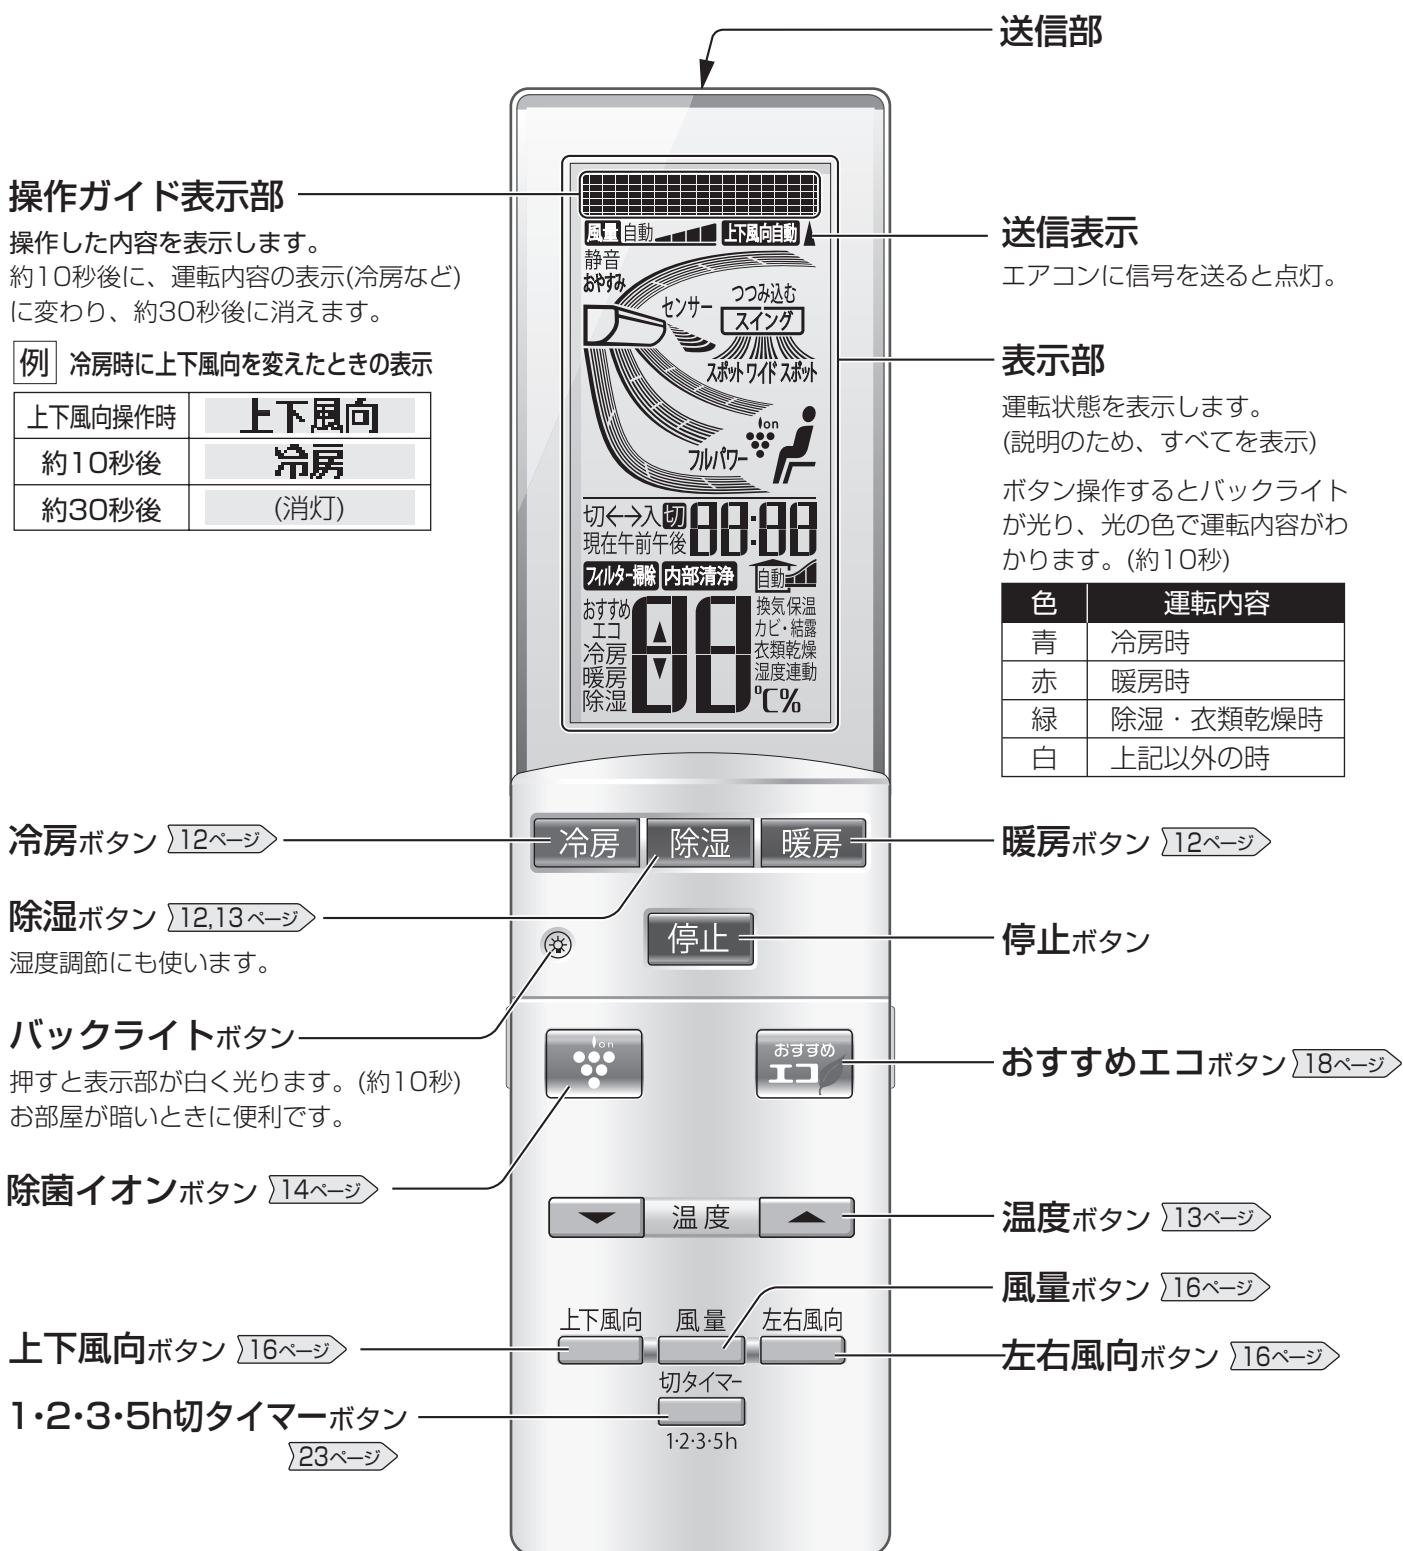 送信部
操作ガイド表示部
操作した内容を表示します。
約10秒後に、運転内容の表示(冷房など)
に変わり、約30秒後に消えます。
例 冷房時に上下風向を変えたときの表示
上下風向操作時 上下風向
約10秒後 冷房
約30秒後 (消灯)
風量 自動 上下風向自動
静音
おやすみ
センサー
つつみ込む
スイング
スポット ワイド スポット
ion
フルパワー
切←→入 切 88:88
現在午前午後
フィルター掃除 内部清浄 自動
おすすめ
エコ
冷房
暖房
除湿
88
換気 保温
カビ・結露
衣類乾燥
湿度連動
℃%
送信表示
エアコンに信号を送ると点灯。
表示部
運転状態を表示します。
(説明のため、すべてを表示)
ボタン操作するとバックライト
が光り、光の色で運転内容がわ
かります。(約10秒)
色 運転内容
青 冷房時
赤 暖房時
緑 除湿・衣類乾燥時
白 上記以外の時
冷房ボタン 12ページ
除湿ボタン 12,13ページ
湿度調節にも使います。
バックライトボタン
押すと表示部が白く光ります。(約10秒)
お部屋が暗いときに便利です。
除菌イオンボタン 14ページ
上下風向ボタン 16ページ
1・2・3・5h切タイマーボタン
23ページ
冷房 除湿 暖房
停止
ion
おすすめ
エコ
▼ 温度 ▲
上下風向 風量 左右風向
切タイマー
1・2・3・5h
暖房ボタン 12ページ
停止ボタン
おすすめエコボタン 18ページ
温度ボタン 13ページ
風量ボタン 16ページ
左右風向ボタン 16ページ